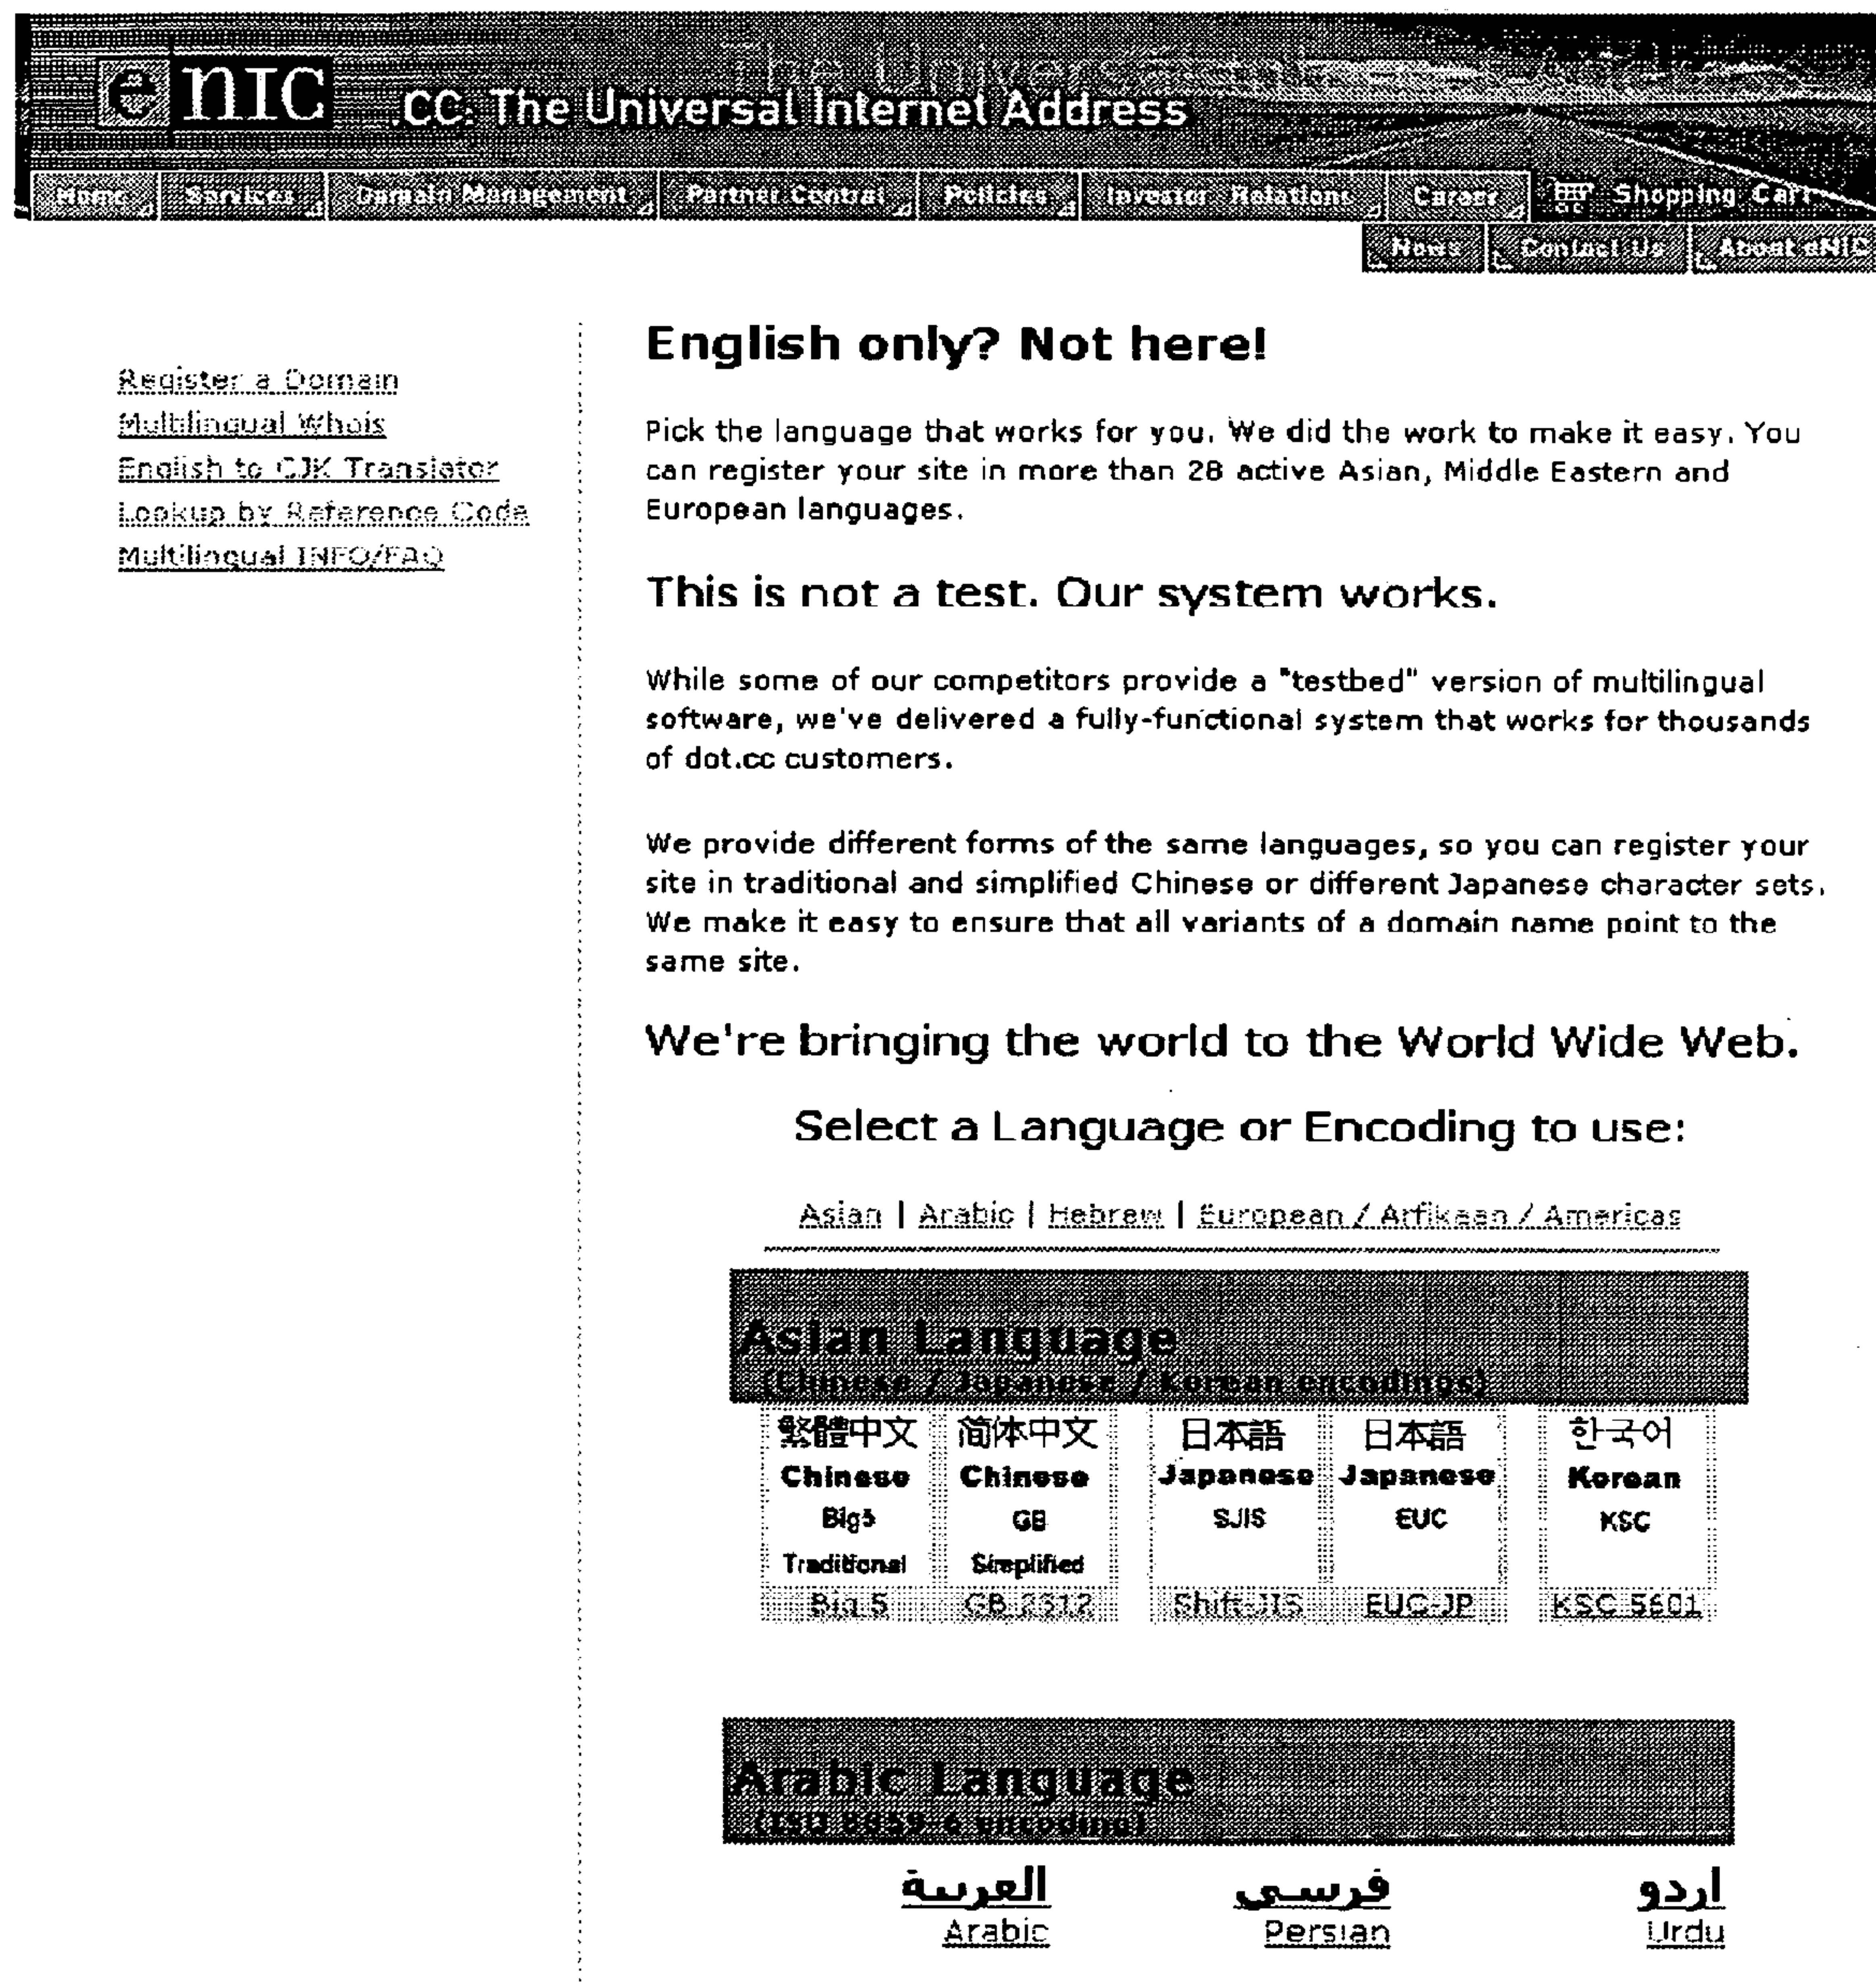 e nIC
.CC: The Universal Internet Address
Home Services Domain Management Partner Central Policies Investor Relations Career Shopping Cart
News Contact Us About eNIC
Register a Domain
Multilingual Whois
English to CJK Translator
Lookup by Reference Code
Multilingual INFO/FAQ
English only? Not here!
Pick the language that works for you. We did the work to make it easy. You
can register your site in more than 28 active Asian, Middle Eastern and
European languages.
This is not a test. Our system works.
While some of our competitors provide a "testbed" version of multilingual
software, we've delivered a fully-functional system that works for thousands
of dot.cc customers.
We provide different forms of the same languages, so you can register your
site in traditional and simplified Chinese or different Japanese character sets.
We make it easy to ensure that all variants of a domain name point to the
same site.
We're bringing the world to the World Wide Web.
Select a Language or Encoding to use:
Asian | Arabic | Hebrew | European / Arfikaan / Americas
Asian Language
(Chinese / Japanese / Korean encodings)
繁體中文 简体中文 日本語 日本語 한국어
Chinese Chinese Japanese Japanese Korean
Big5 GB SJIS EUC KSC
Traditional Simplified
Big 5 GB 2312 Shift-JIS EUC-JP KSC 5601
Arabic Language
(ISO 8859-6 encoding)
العربية فرسي اردو
Arabic Persian Urdu